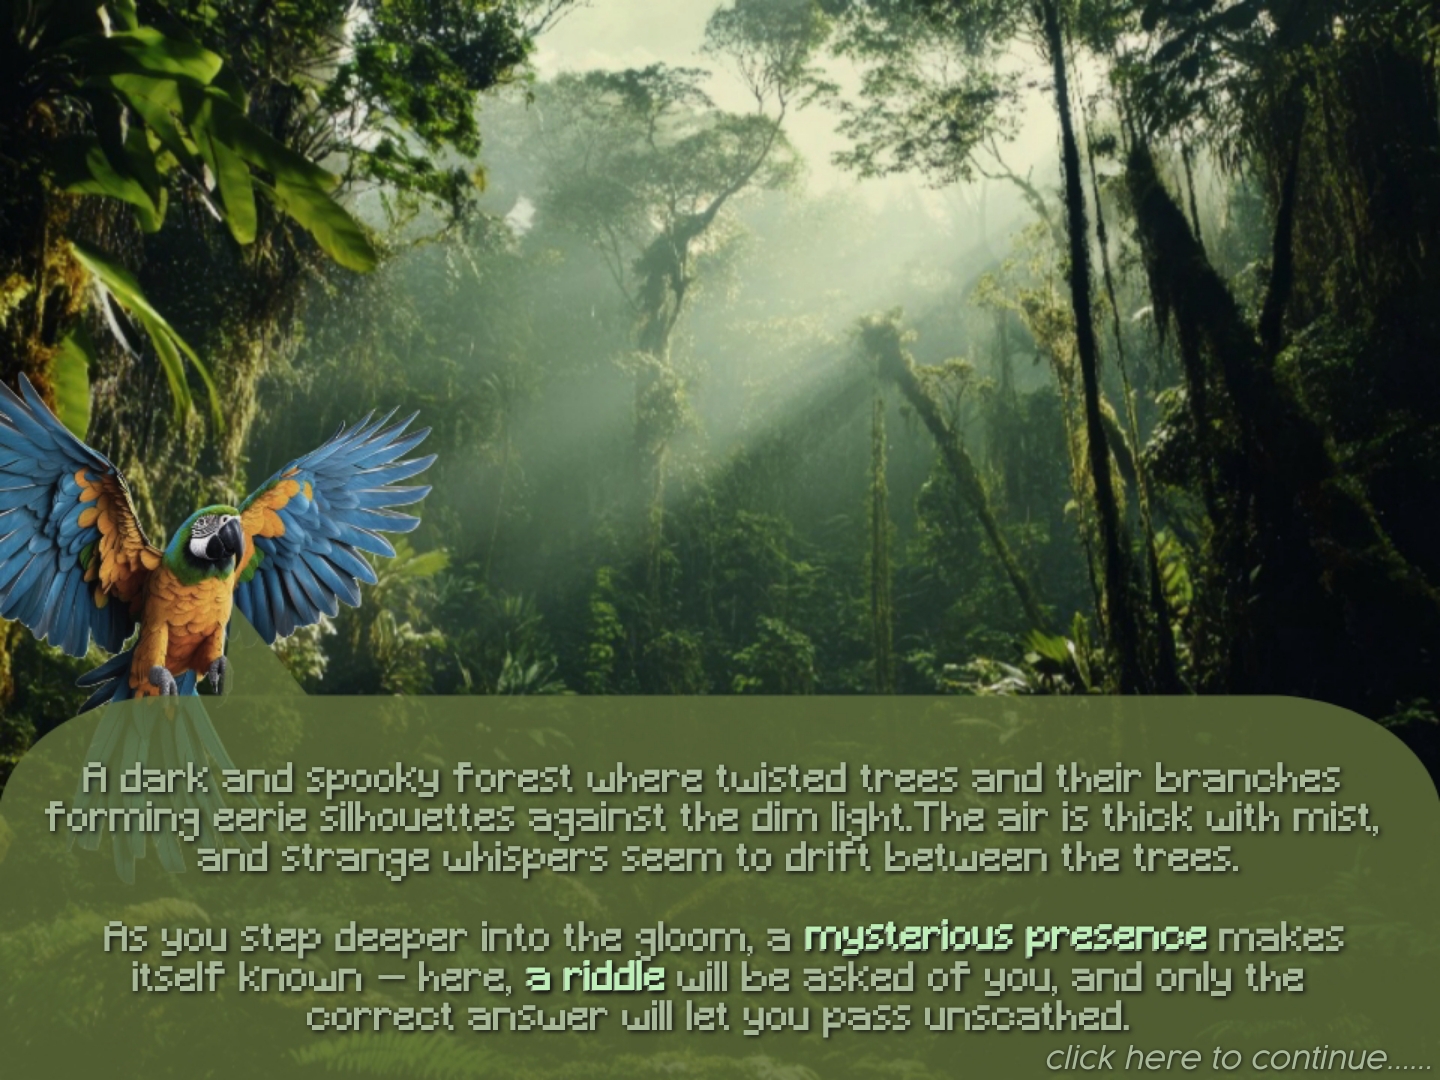 A dark and spooky forest where twisted trees and their branches
forming eerie silhouettes against the dim light..The air is thick with mist,
and strange whispers seem to drift between the trees.
As you step deeper into the gloom, a mysterious presence makes
itself known — here, a riddle will be asked of you, and only the
correct answer will let you pass unscathed.
click here to continue......